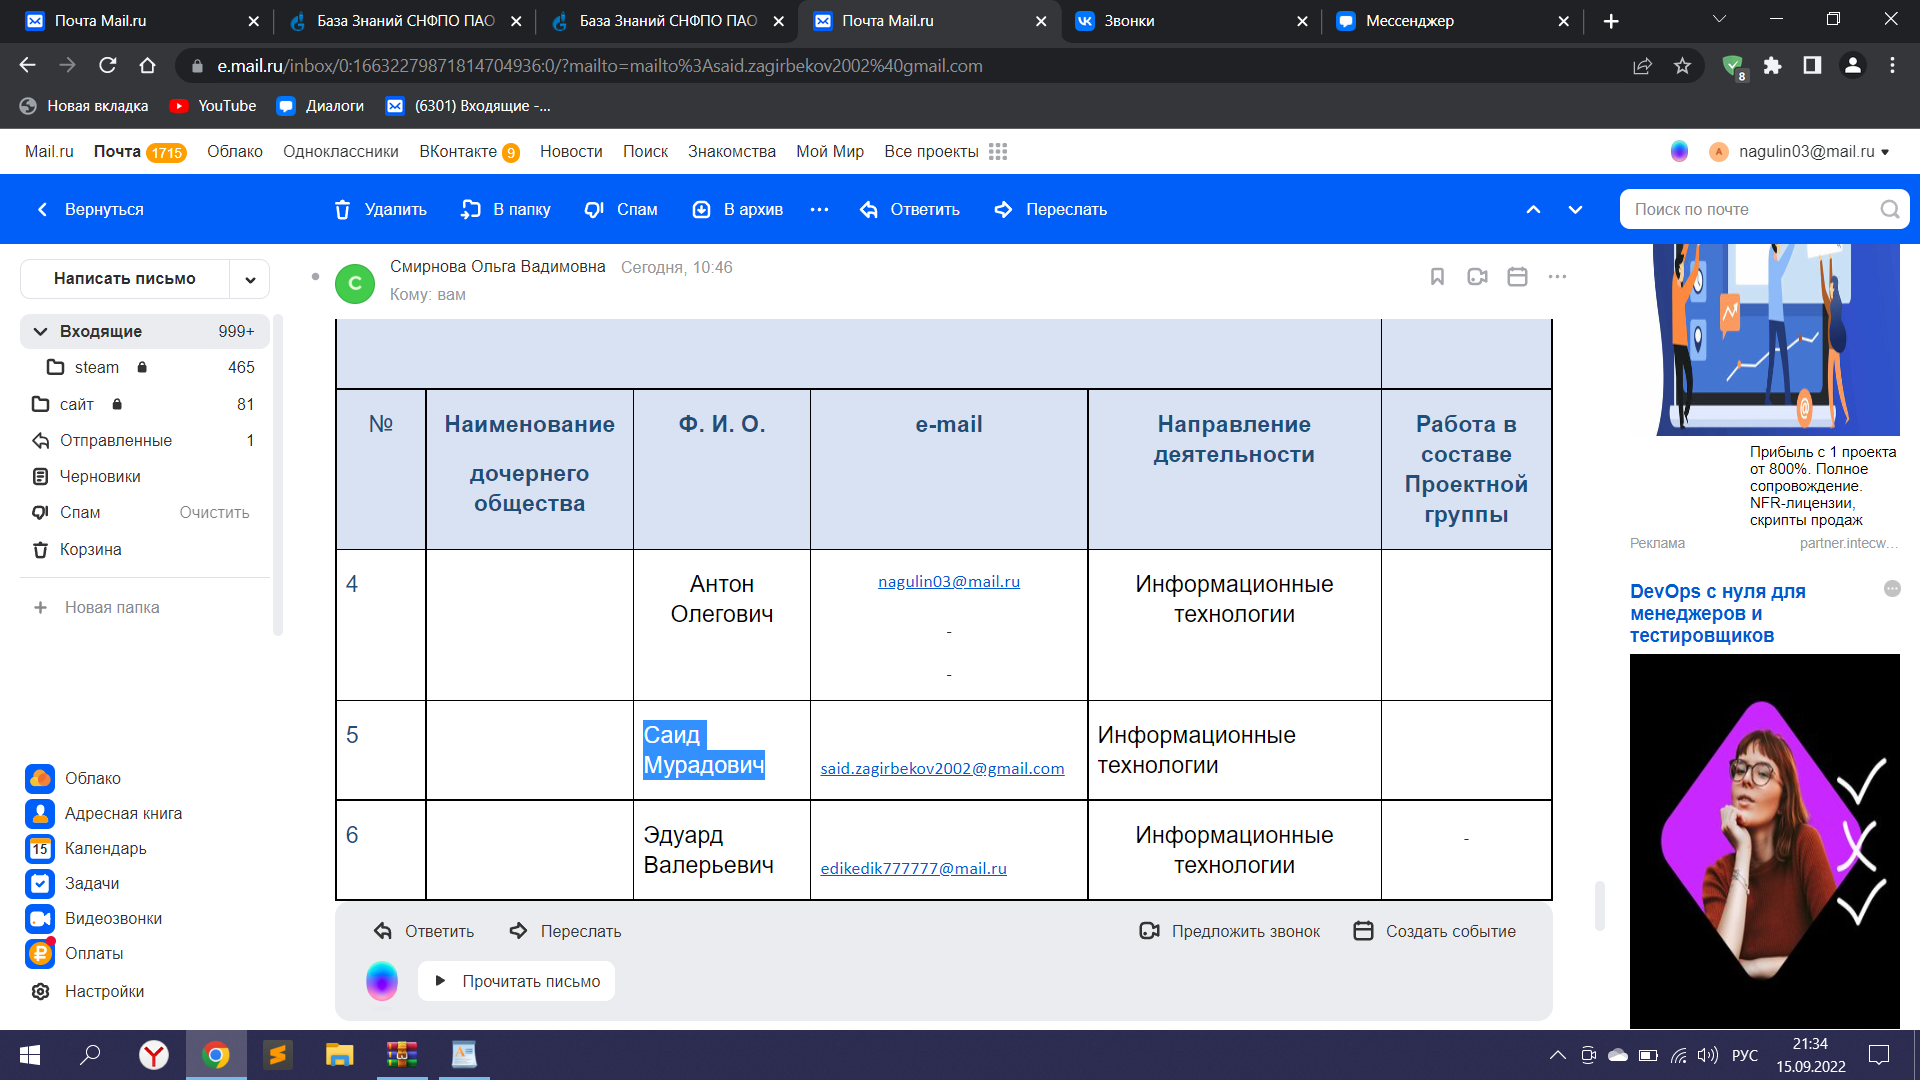 Почта Mail.ru
База Знаний СНФПО ПАО
База Знаний СНФПО ПАО
Почта Mail.ru
Звонки
Мессенджер
e.mail.ru/inbox/0:16632279871814704936:0/?mailto=mailto%3Asaid.zagirbekov2002%40gmail.com
8
Новая вкладка
YouTube
Диалоги
(6301) Входящие -...
Mail.ru
Почта 1715
Облако
Одноклассники
ВКонтакте 9
Новости
Поиск
Знакомства
Мой Мир
Все проекты
А
nagulin03@mail.ru
Вернуться
Удалить
В папку
Спам
В архив
Ответить
Переслать
Поиск по почте
Написать письмо
Входящие 999+
steam 465
сайт 81
Отправленные 1
Черновики
Спам Очистить
Корзина
Новая папка
Облако
Адресная книга
15
Календарь
Задачи
Видеозвонки
Оплаты
Настройки
С
Смирнова Ольга Вадимовна Сегодня, 10:46
Кому: вам
№
Наименование
дочернего
общества
Ф. И. О.
e-mail
Направление
деятельности
Работа в
составе
Проектной
группы
4
Антон
Олегович
nagulin03@mail.ru
-
-
Информационные
технологии
5
Саид
Мурадович
said.zagirbekov2002@gmail.com
Информационные
технологии
6
Эдуард
Валерьевич
edikedik777777@mail.ru
Информационные
технологии
-
Ответить
Переслать
Предложить звонок
Создать событие
Прочитать письмо
Прибыль с 1 проекта
от 800%. Полное
сопровождение.
NFR-лицензии,
скрипты продаж
Реклама
partner.intecw...
DevOps с нуля для
менеджеров и
тестировщиков
РУС
21:34
15.09.2022